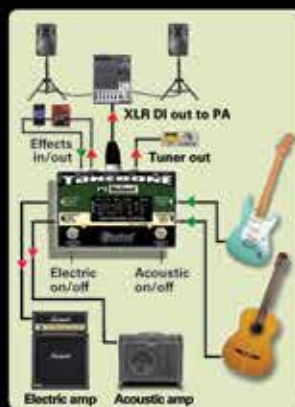 XLR DI out to PA
Effects
in/out
Tuner out
TONEBONE
Electric
on/off
Acoustic
on/off
Electric amp
Acoustic amp